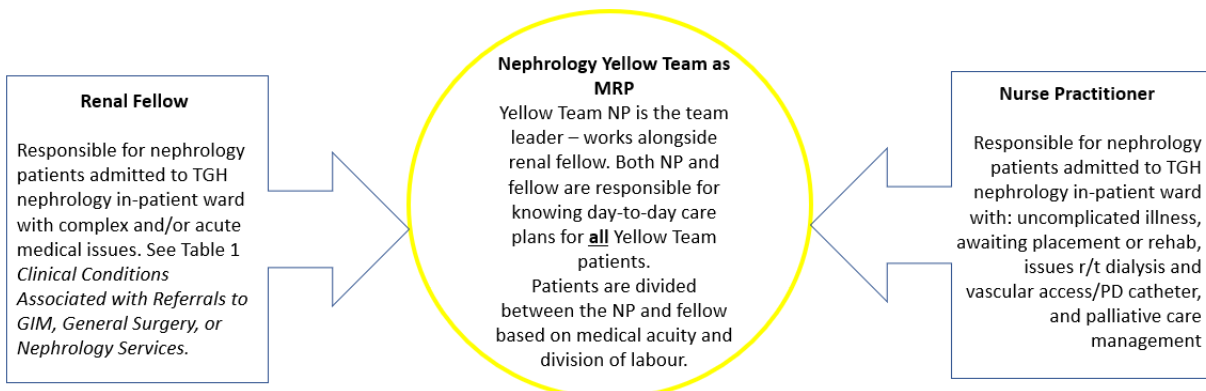 Renal Fellow
Responsible for nephrology
patients admitted to TGH
nephrology in-patient ward
with complex and/or acute
medical issues. See Table 1
Clinical Conditions
Associated with Referrals to
GIM, General Surgery, or
Nephrology Services.
Nephrology Yellow Team as
MRP
Yellow Team NP is the team
leader – works alongside
renal fellow. Both NP and
fellow are responsible for
knowing day-to-day care
plans for all Yellow Team
patients.
Patients are divided
between the NP and fellow
based on medical acuity and
division of labour.
Nurse Practitioner
Responsible for nephrology
patients admitted to TGH
nephrology in-patient ward
with: uncomplicated illness,
awaiting placement or rehab,
issues r/t dialysis and
vascular access/PD catheter,
and palliative care
management